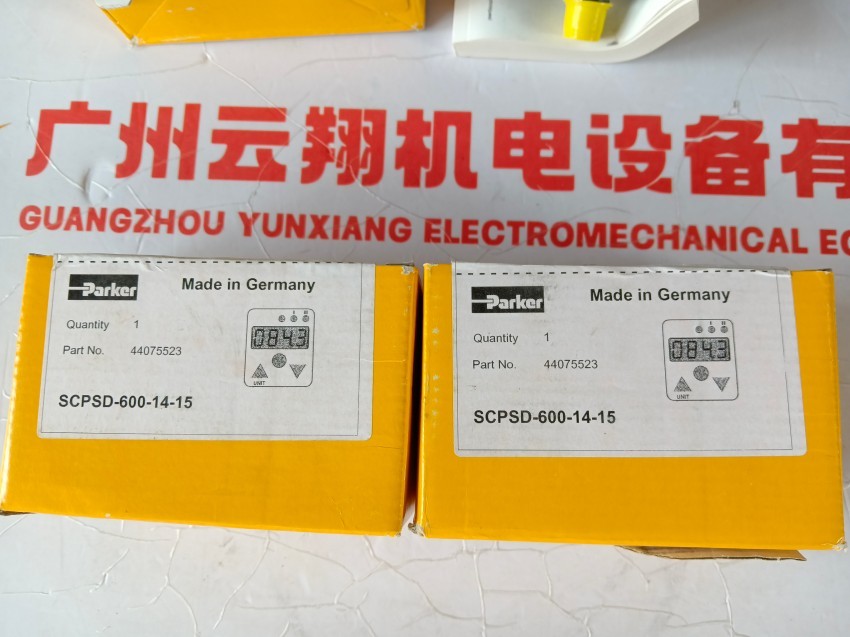 广州云翔机电设备有
GUANGZHOU YUNXIANG ELECTROMECHANICAL EQ
Parker
Made in Germany
Quantity 1
Part No. 44075523
0843
UNIT
SCPSD-600-14-15
Parker
Made in Germany
Quantity 1
Part No. 44075523
0843
UNIT
SCPSD-600-14-15